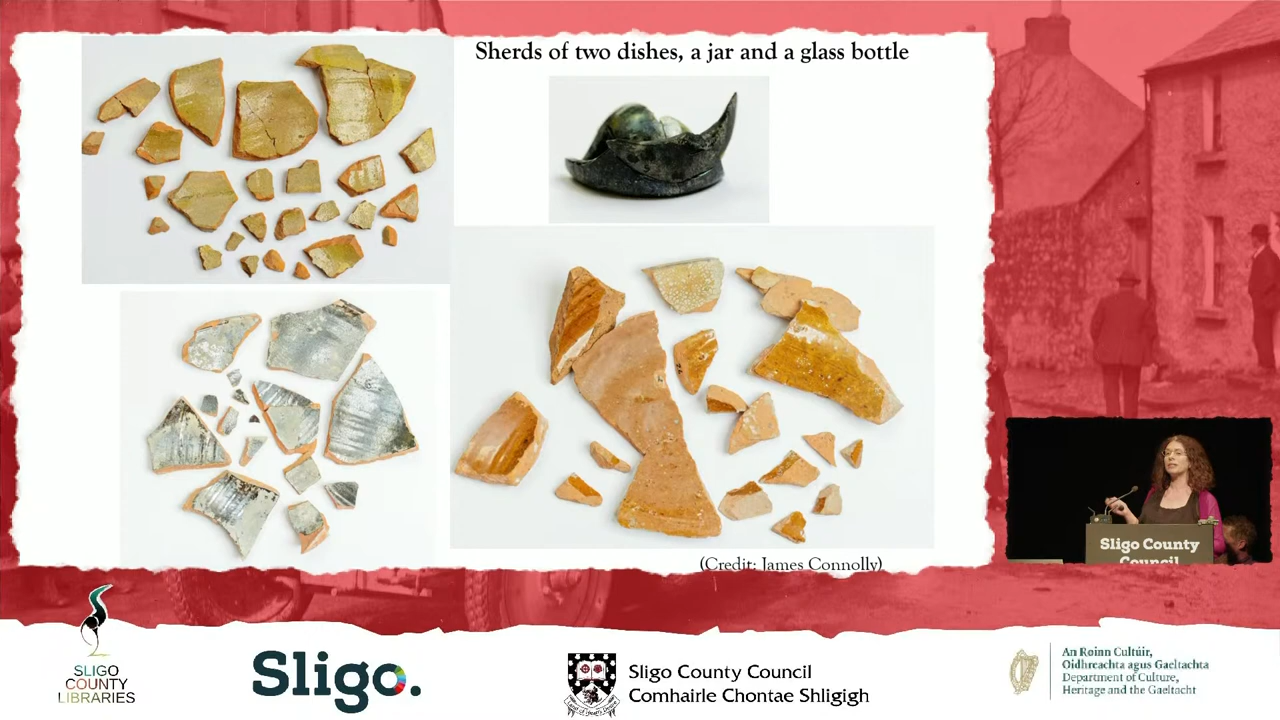 Sherds of two dishes, a jar and a glass bottle
(Credit: James Connolly)
Sligo County
Council
SLIGO
COUNTY
LIBRARIES
Sligo.
Sligo County Council
Comhairle Chontae Shligigh
An Roinn Cultúir,
Oidhreachta agus Gaeltachta
Department of Culture,
Heritage and the Gaeltacht